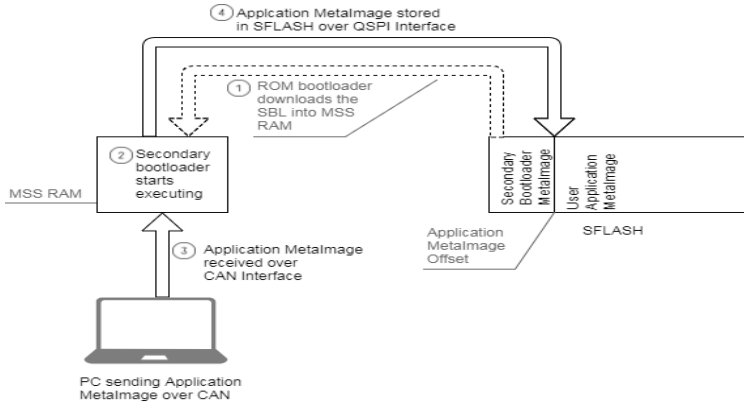 4 Application MetaImage stored
in SFLASH over QSPI Interface
1 ROM bootloader
downloads the
SBL into MSS
RAM
2 Secondary
bootloader
starts
executing
MSS RAM
Secondary
Bootloader
MetaImage
User
Application
MetaImage
SFLASH
Application
MetaImage
Offset
3 Application MetaImage
received over
CAN Interface
PC sending Application
MetaImage over CAN